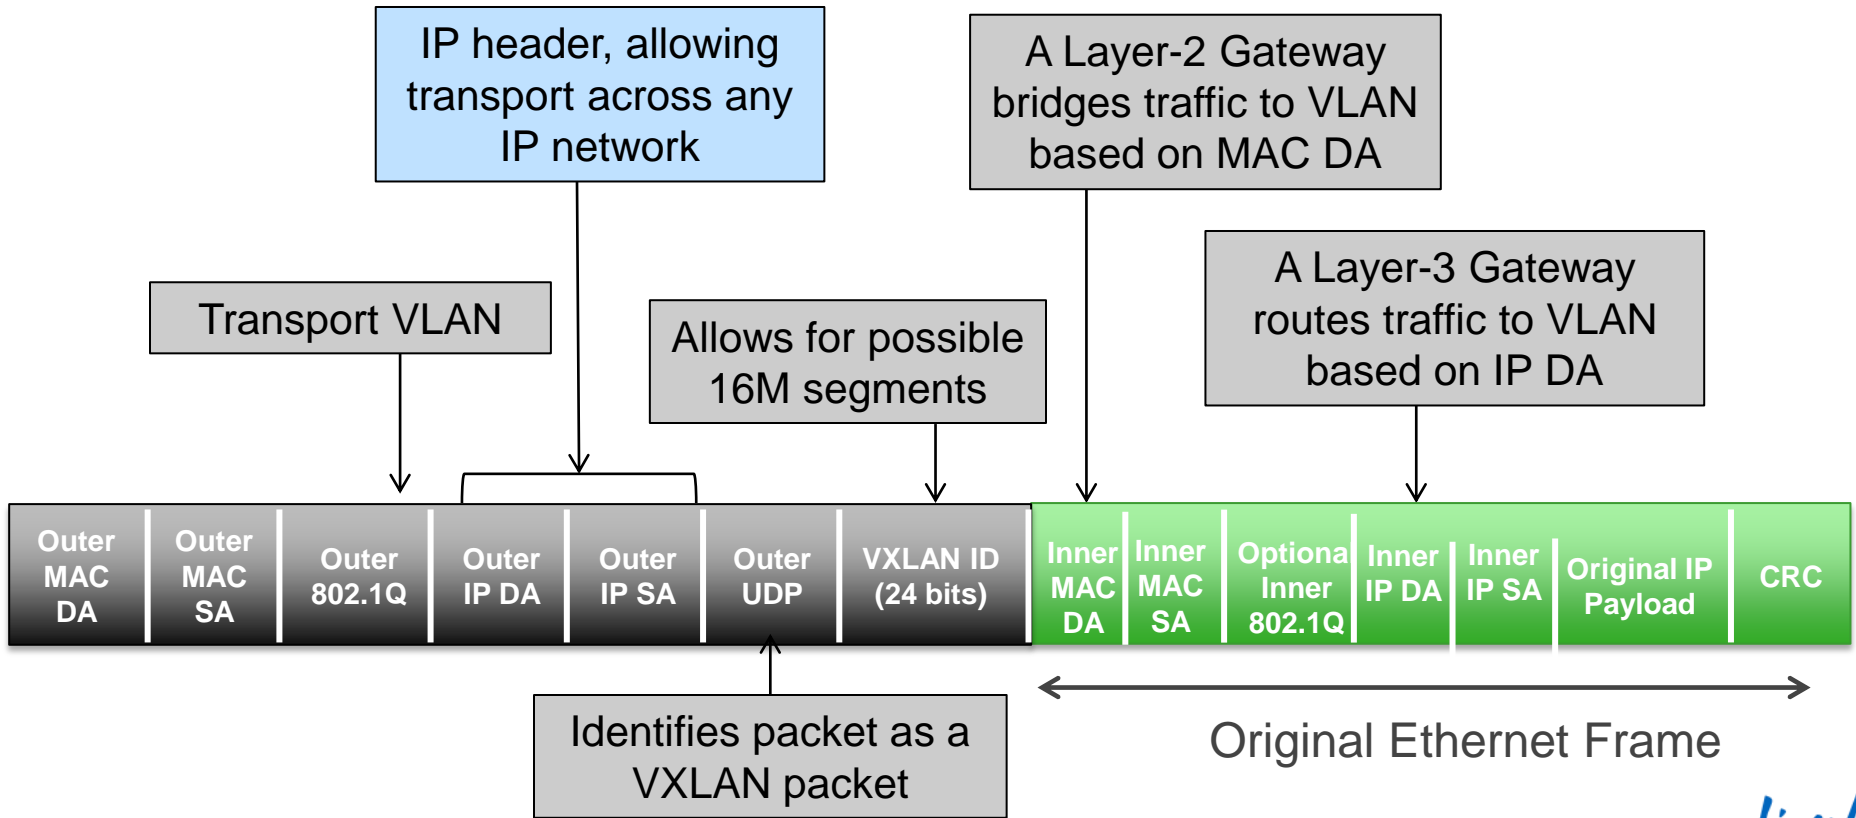 IP header, allowing
transport across any
IP network
A Layer-2 Gateway
bridges traffic to VLAN
based on MAC DA
Transport VLAN
Allows for possible
16M segments
A Layer-3 Gateway
routes traffic to VLAN
based on IP DA
Outer
MAC
DA
Outer
MAC
SA
Outer
802.1Q
Outer
IP DA
Outer
IP SA
Outer
UDP
VXLAN ID
(24 bits)
Inner
MAC
DA
Inner
MAC
SA
Optional
Inner
802.1Q
Inner
IP DA
Inner
IP SA
Original IP
Payload
CRC
Identifies packet as a
VXLAN packet
Original Ethernet Frame